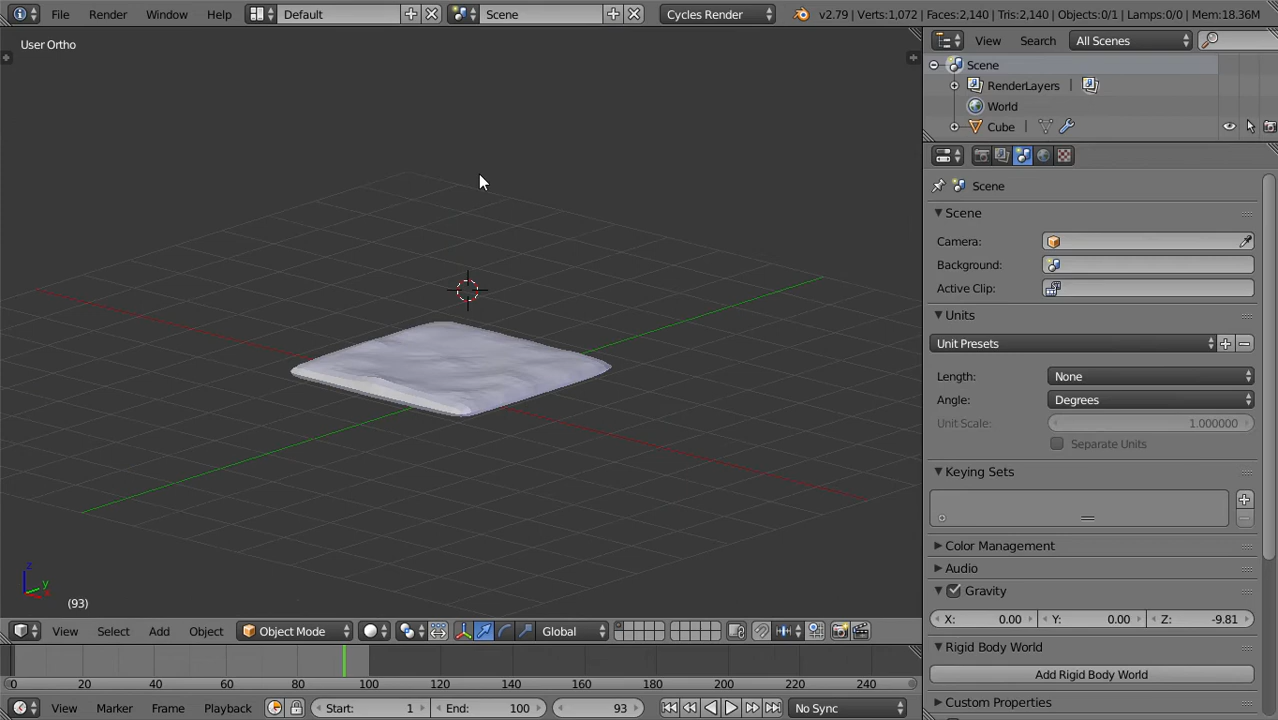 File Render Window Help Default Scene Cycles Render v2.79 | Verts:1,072 | Faces:2,140 | Tris:2,140 | Objects:0/1 | Lamps:0/0 | Mem:18.36M
User Ortho
View Search All Scenes
Scene
RenderLayers
World
Cube
Scene
Scene
Camera:
Background:
Active Clip:
Units
Unit Presets
Length: None
Angle: Degrees
Unit Scale: 1.000000
Separate Units
Keying Sets
Color Management
Audio
Gravity
X: 0.00 Y: 0.00 Z: -9.81
Rigid Body World
Add Rigid Body World
Custom Properties
z
y
x
(93)
View Select Add Object Object Mode Global
0 20 40 60 80 100 120 140 160 180 200 220 240
View Marker Frame Playback Start: 1 End: 100 93 No Sync